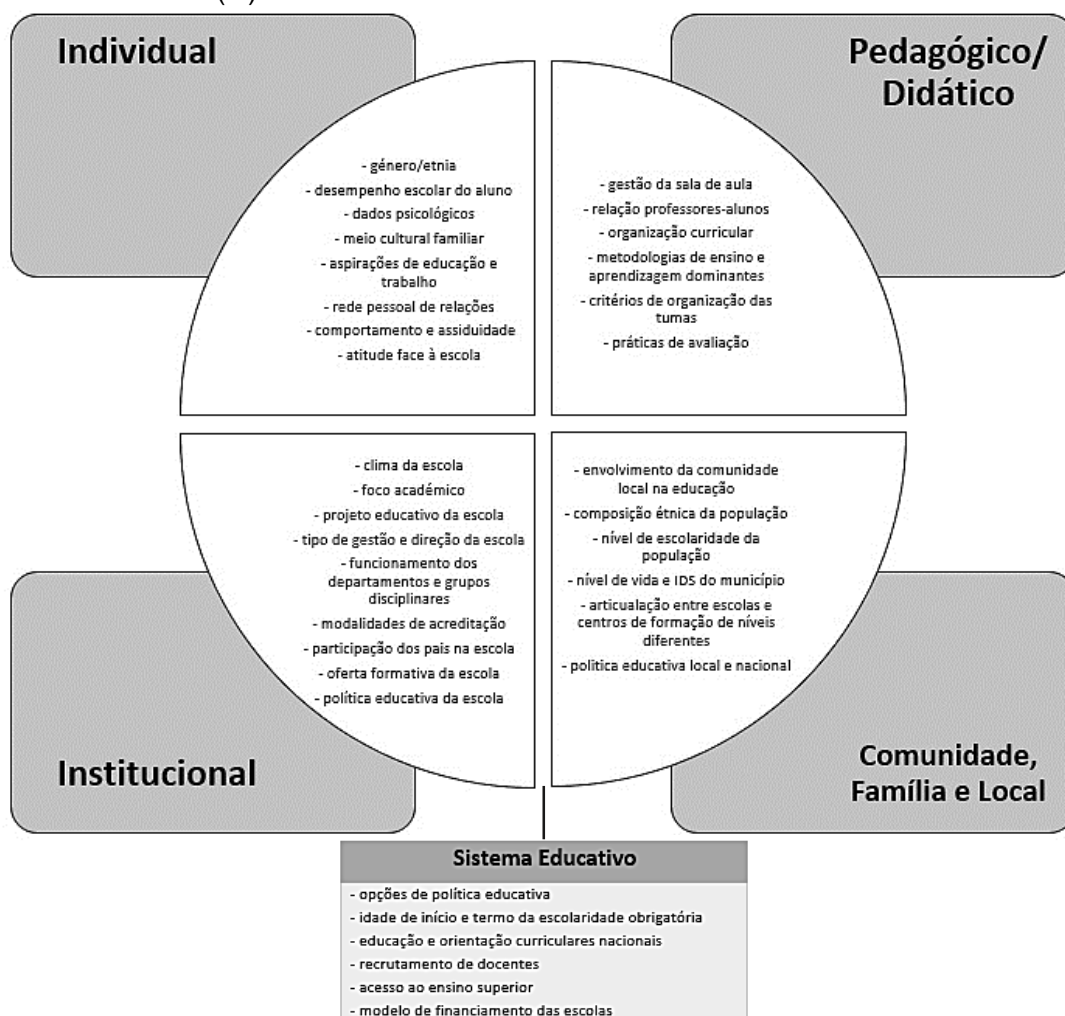 Individual
- género/etnia
- desempenho escolar do aluno
- dados psicológicos
- meio cultural familiar
- aspirações de educação e
trabalho
- rede pessoal de relações
- comportamento e assiduidade
- atitude face à escola
Pedagógico/
Didático
- gestão da sala de aula
- relação professores-alunos
- organização curricular
- metodologias de ensino e
aprendizagem dominantes
- critérios de organização das
tumas
- práticas de avaliação
- clima da escola
- foco académico
- projeto educativo da escola
- tipo de gestão e direção da escola
- funcionamento dos
departamentos e grupos
disciplinares
- modalidades de acreditação
- participação dos pais na escola
- oferta formativa da escola
- política educativa da escola
Institucional
- envolvimento da comunidade
local na educação
- composição étnica da população
- nível de escolaridade da
população
- nível de vida e IDS do município
- articualação entre escolas e
centros de formação de níveis
diferentes
- politica educativa local e nacional
Comunidade,
Família e Local
Sistema Educativo
- opções de política educativa
- idade de início e termo da escolaridade obrigatória
- educação e orientação curriculares nacionais
- recrutamento de docentes
- acesso ao ensino superior
- modelo de financiamento das escolas